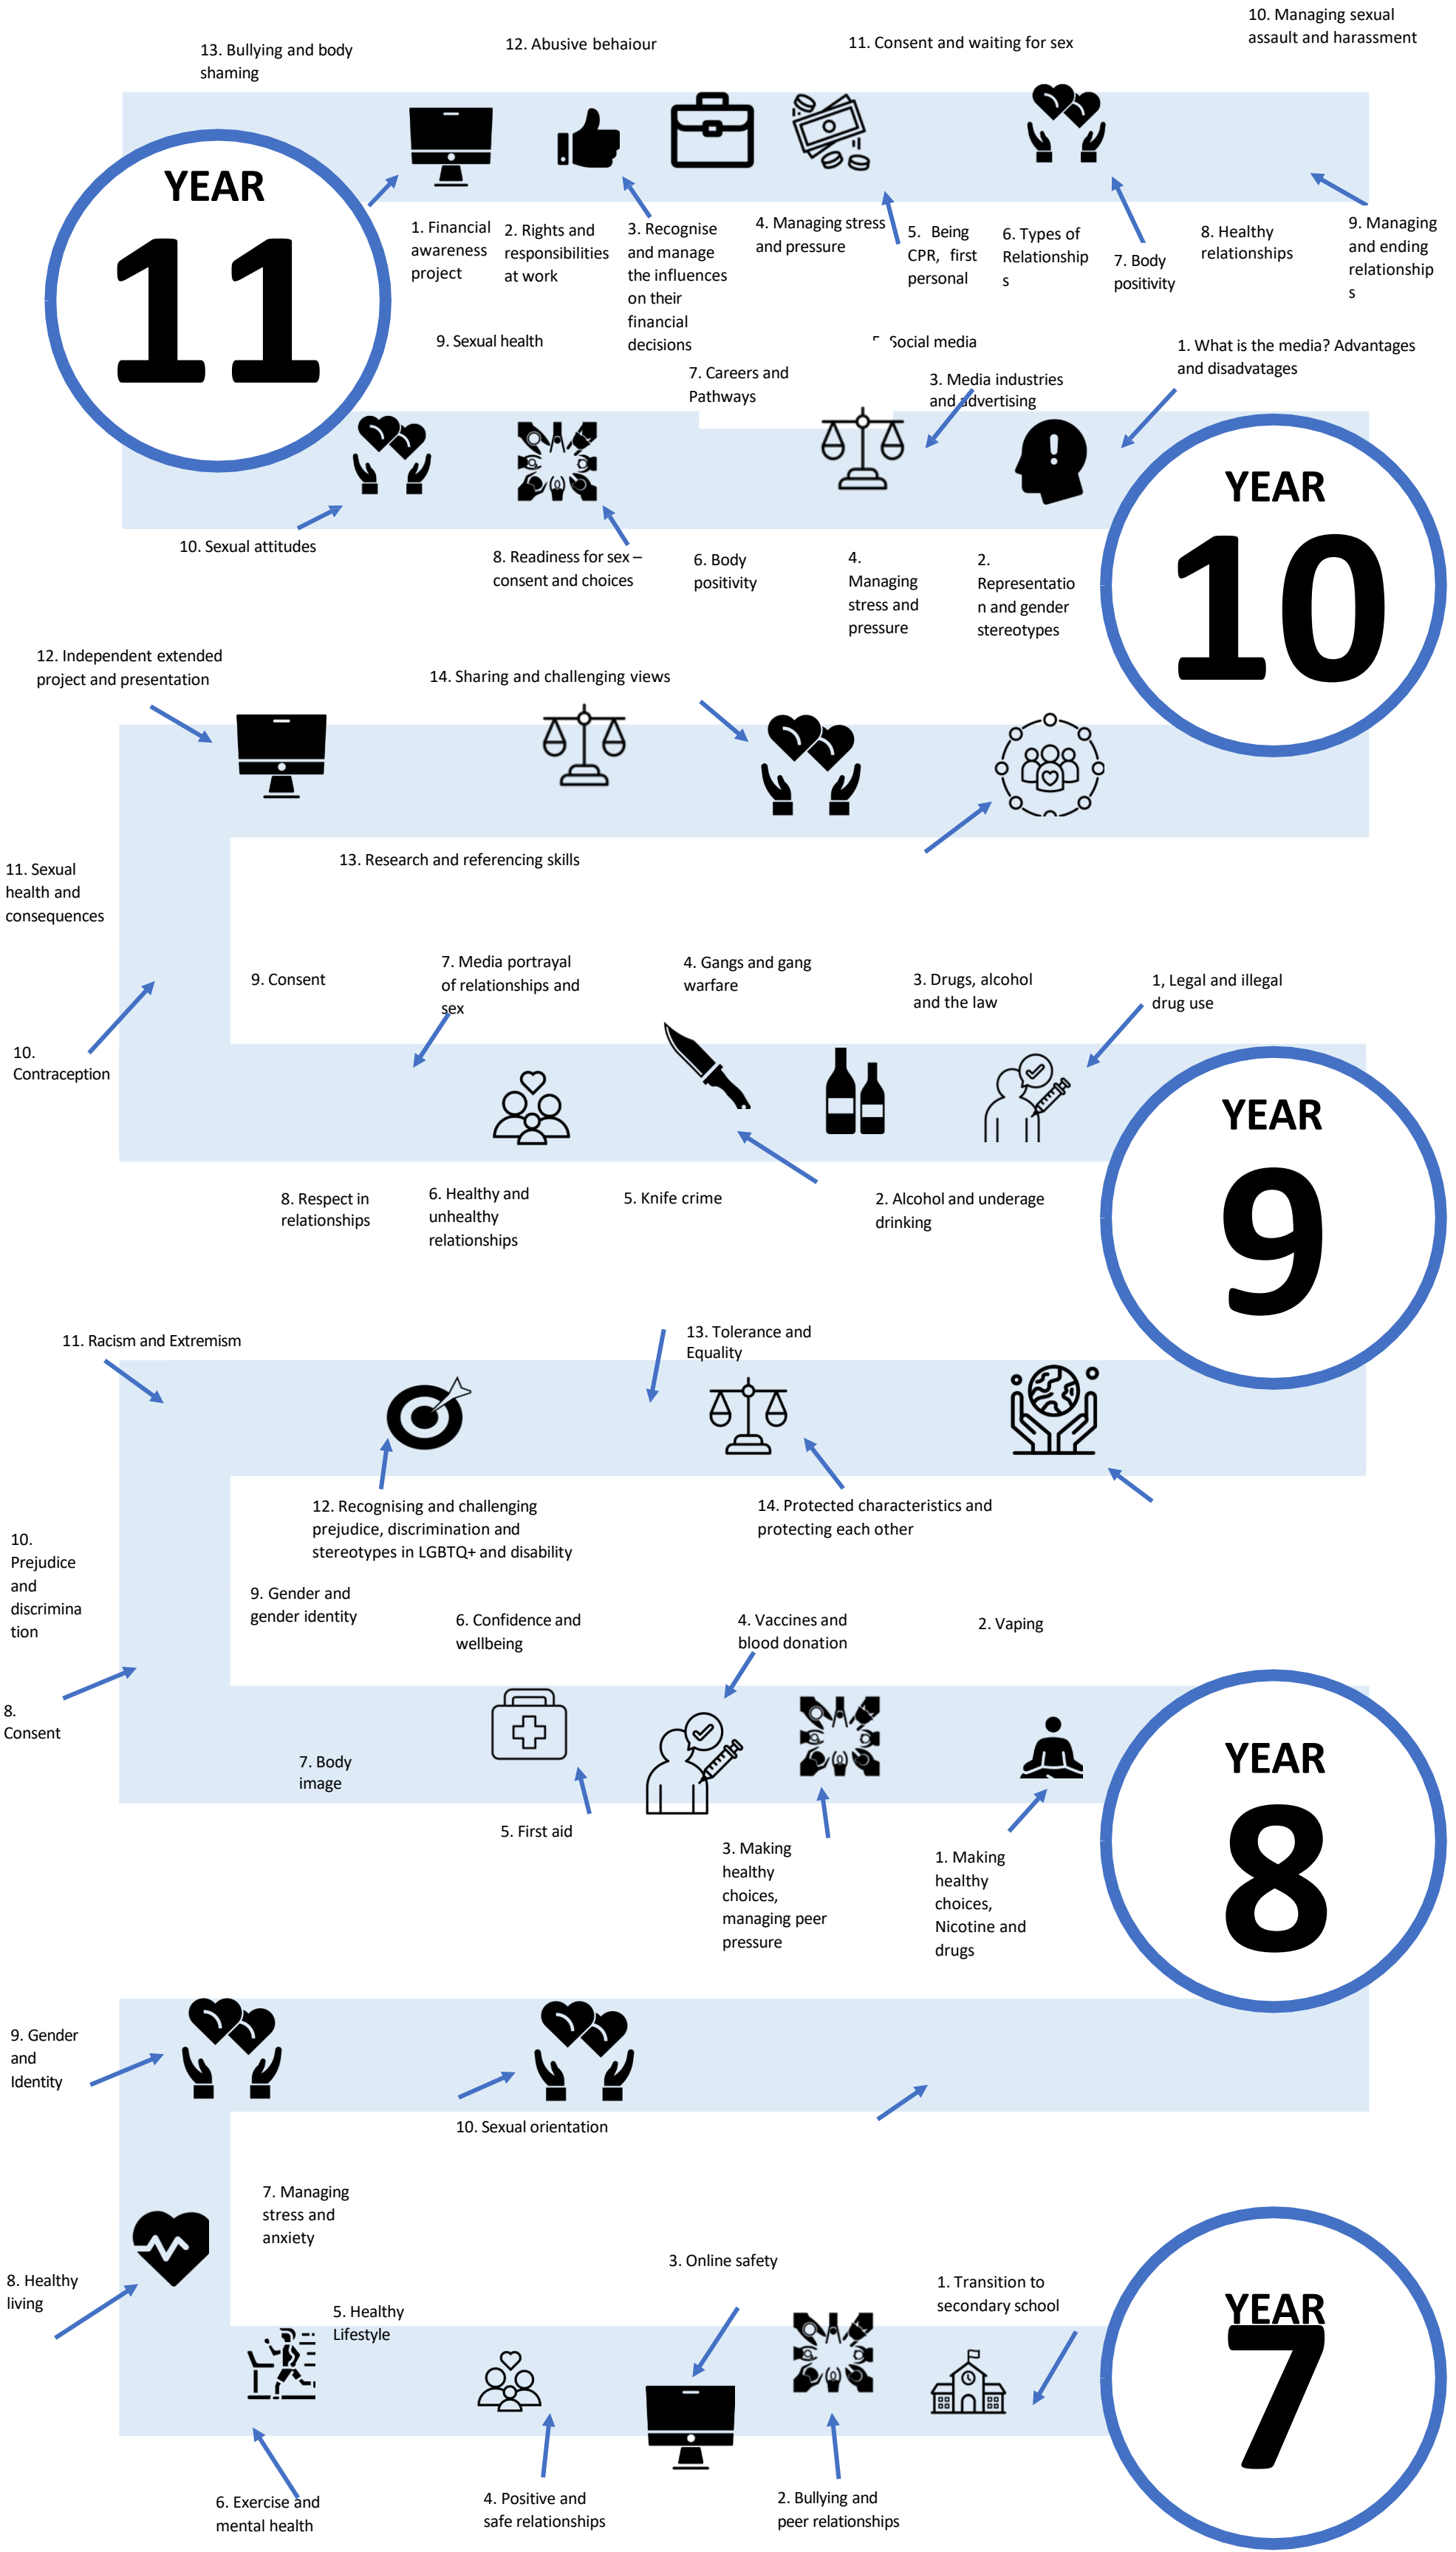 10. Managing sexual
assault and harassment
11. Consent and waiting for sex
12. Abusive behaiour
13. Bullying and body
shaming
YEAR
11
1. Financial
awareness
project
2. Rights and
responsibilities
at work
3. Recognise
and manage
the influences
on their
financial
decisions
4. Managing stress
and pressure
5. Being
CPR, first
personal
6. Types of
Relationship
s
7. Body
positivity
8. Healthy
relationships
9. Managing
and ending
relationship
s
9. Sexual health
7. Careers and
Pathways
Social media
3. Media industries
and advertising
1. What is the media? Advantages
and disadvatages
YEAR
10
10. Sexual attitudes
8. Readiness for sex –
consent and choices
6. Body
positivity
4.
Managing
stress and
pressure
2.
Representatio
n and gender
stereotypes
12. Independent extended
project and presentation
14. Sharing and challenging views
13. Research and referencing skills
11. Sexual
health and
consequences
10.
Contraception
9. Consent
7. Media portrayal
of relationships and
sex
4. Gangs and gang
warfare
3. Drugs, alcohol
and the law
1, Legal and illegal
drug use
YEAR
9
8. Respect in
relationships
6. Healthy and
unhealthy
relationships
5. Knife crime
2. Alcohol and underage
drinking
11. Racism and Extremism
13. Tolerance and
Equality
12. Recognising and challenging
prejudice, discrimination and
stereotypes in LGBTQ+ and disability
14. Protected characteristics and
protecting each other
10.
Prejudice
and
discrimina
tion
9. Gender and
gender identity
6. Confidence and
wellbeing
4. Vaccines and
blood donation
2. Vaping
8.
Consent
YEAR
8
7. Body
image
5. First aid
3. Making
healthy
choices,
managing peer
pressure
1. Making
healthy
choices,
Nicotine and
drugs
9. Gender
and
Identity
10. Sexual orientation
7. Managing
stress and
anxiety
8. Healthy
living
5. Healthy
Lifestyle
3. Online safety
1. Transition to
secondary school
YEAR
7
6. Exercise and
mental health
4. Positive and
safe relationships
2. Bullying and
peer relationships